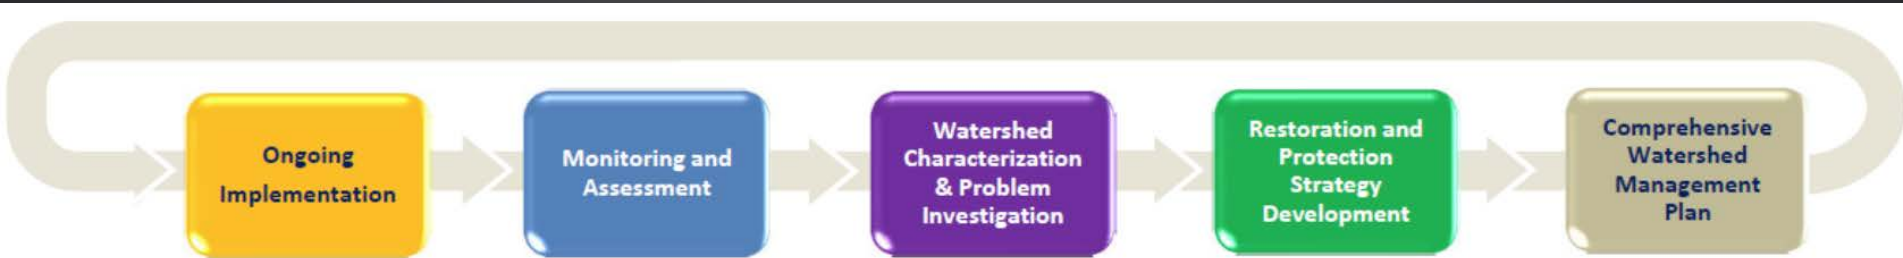 Ongoing
Implementation
Monitoring and
Assessment
Watershed
Characterization
& Problem
Investigation
Restoration and
Protection
Strategy
Development
Comprehensive
Watershed
Management
Plan